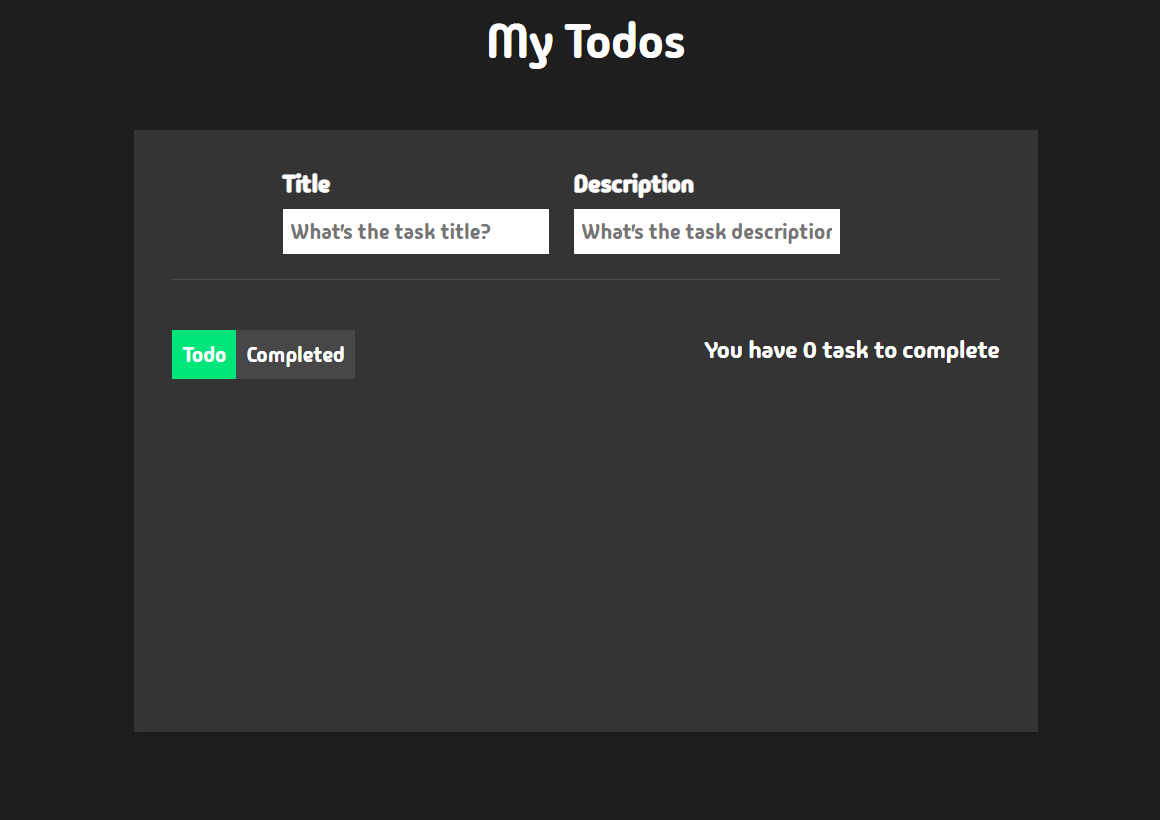 My Todos
Title
Description
What's the task title?
What's the task description
Todo
Completed
You have 0 task to complete